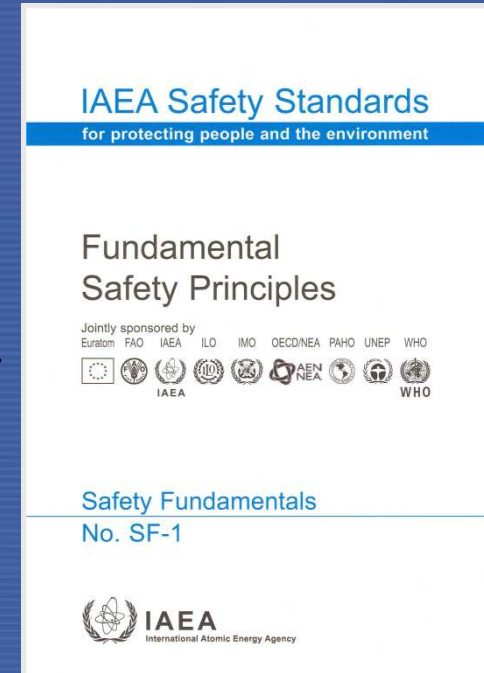 IAEA Safety Standards
for protecting people and the environment
Fundamental
Safety Principles
Jointly sponsored by
Euratom FAO IAEA ILO IMO OECD/NEA PAHO UNEP WHO
IAEA
AEN
NEA
WHO
Safety Fundamentals
No. SF-1
IAEA
International Atomic Energy Agency